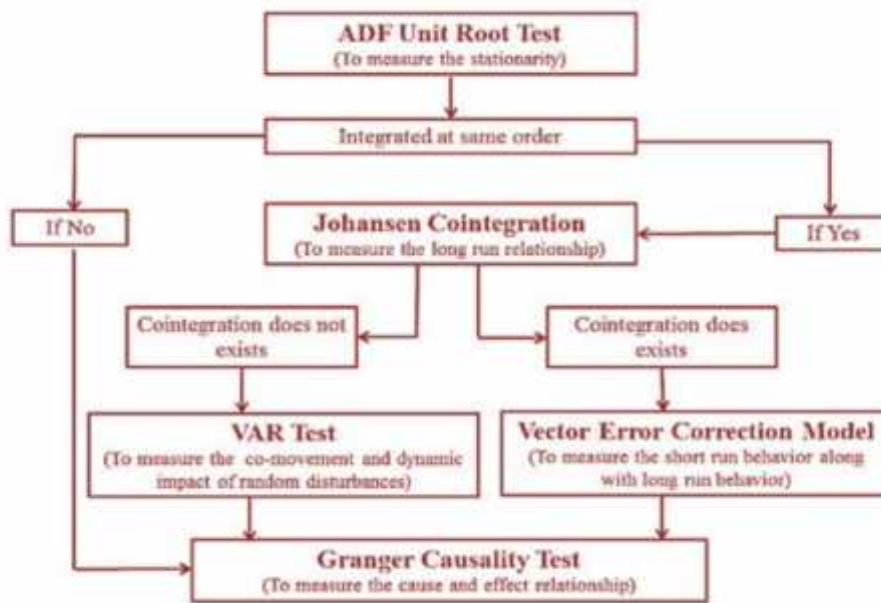 ADF Unit Root Test
(To measure the stationarity)
Integrated at same order
If No
Johansen Cointegration
(To measure the long run relationship)
If Yes
Cointegration does not
exists
Cointegration does
exists
VAR Test
(To measure the co-movement and dynamic
impact of random disturbances)
Vector Error Correction Model
(To measure the short run behavior along
with long run behavior)
Granger Causality Test
(To measure the cause and effect relationship)